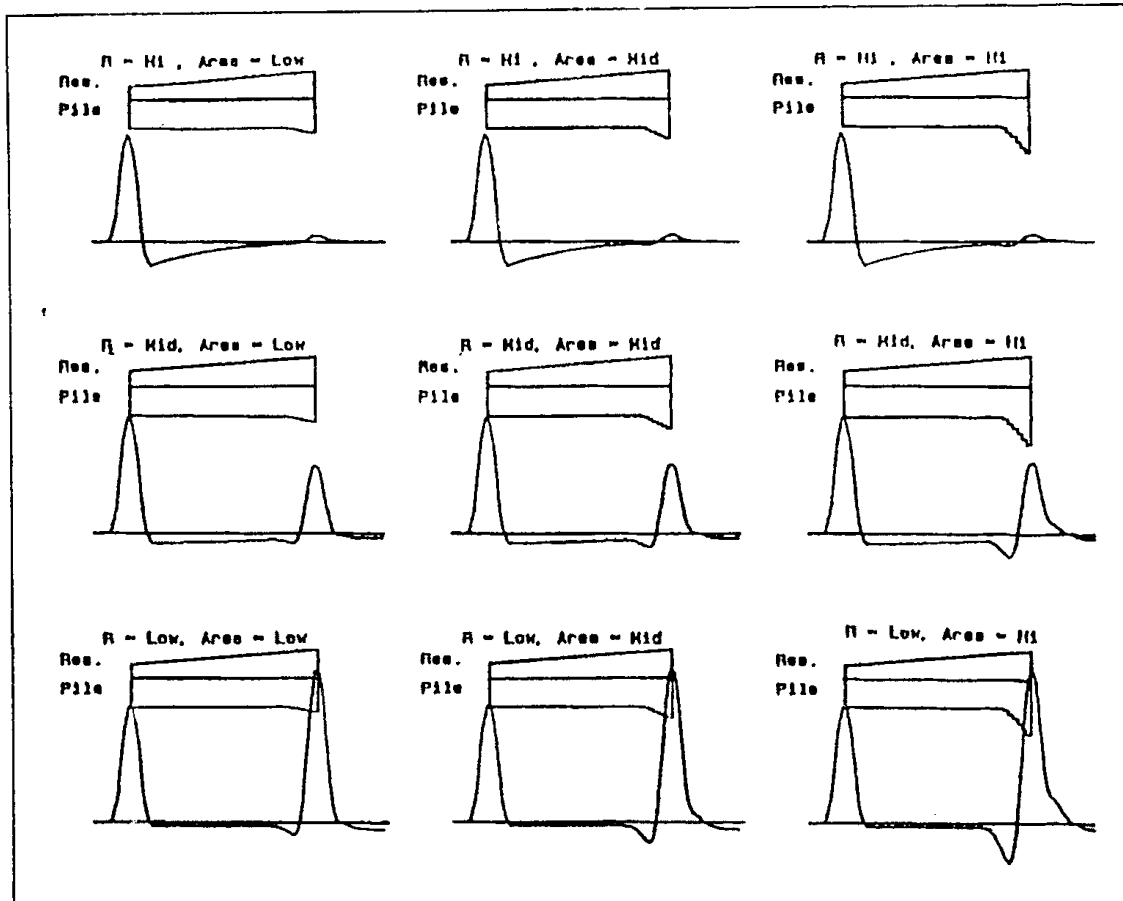 R - Hi , Area - Low
Res.
Pile
R - Hi , Area - Mid
Res.
Pile
R - Hi , Area - Hi
Res.
Pile
R - Mid, Area - Low
Res.
Pile
R - Mid, Area - Mid
Res.
Pile
R - Mid, Area - Hi
Res.
Pile
R - Low, Area - Low
Res.
Pile
R - Low, Area - Mid
Res.
Pile
R - Low, Area - Hi
Res.
Pile